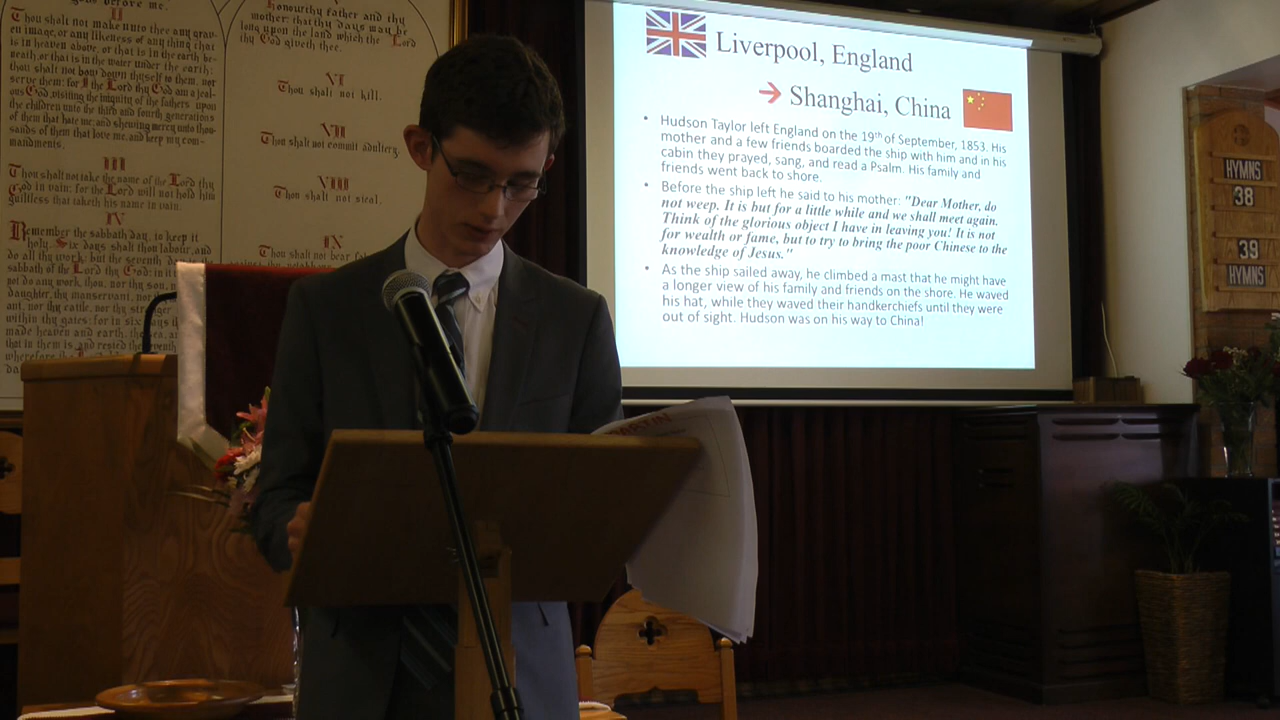 gods before me.
II
Thou shalt not make unto thee any grav-
en image, or any likeness of any thing that
is in heaven above, or that is in the earth be-
neath, or that is in the water under the earth:
thou shalt not bow down thyself to them, nor
serve them: for I the Lord thy God am a jeal-
ous God, visiting the iniquity of the fathers upon
the children unto the third and fourth generations
of them that hate me; and shewing mercy unto thou-
sands of them that love me, and keep my com-
mandments.
III
Thou shalt not take the name of the Lord thy
God in vain: for the Lord will not hold him
guiltless that taketh his name in vain.
IV
Remember the sabbath day, to keep it
holy. Six days shalt thou labour, and
do all thy work: but the seventh
sabbath of the Lord thy God: in it
not do any work, thou, nor thy son,
daughter, thy manservant, nor thy
ant, nor thy cattle, nor thy stranger
within thy gates: for in six days
made heaven and earth, the sea,
that in them is, and rested the seventh
wherefore the
V
Honour thy father and thy
mother: that thy days may be
long upon the land which the Lord
thy God giveth thee.
VI
Thou shalt not kill.
VII
Thou shalt not commit adultery.
VIII
Thou shalt not steal.
IX
Thou shalt not bear
Liverpool, England
→ Shanghai, China
• Hudson Taylor left England on the 19th of September, 1853. His
mother and a few friends boarded the ship with him and in his
cabin they prayed, sang, and read a Psalm. His family and
friends went back to shore.
• Before the ship left he said to his mother: "Dear Mother, do
not weep. It is but for a little while and we shall meet again.
Think of the glorious object I have in leaving you! It is not
for wealth or fame, but to try to bring the poor Chinese to the
knowledge of Jesus."
• As the ship sailed away, he climbed a mast that he might have
a longer view of his family and friends on the shore. He waved
his hat, while they waved their handkerchiefs until they were
out of sight. Hudson was on his way to China!
HYMNS
38
39
HYMNS